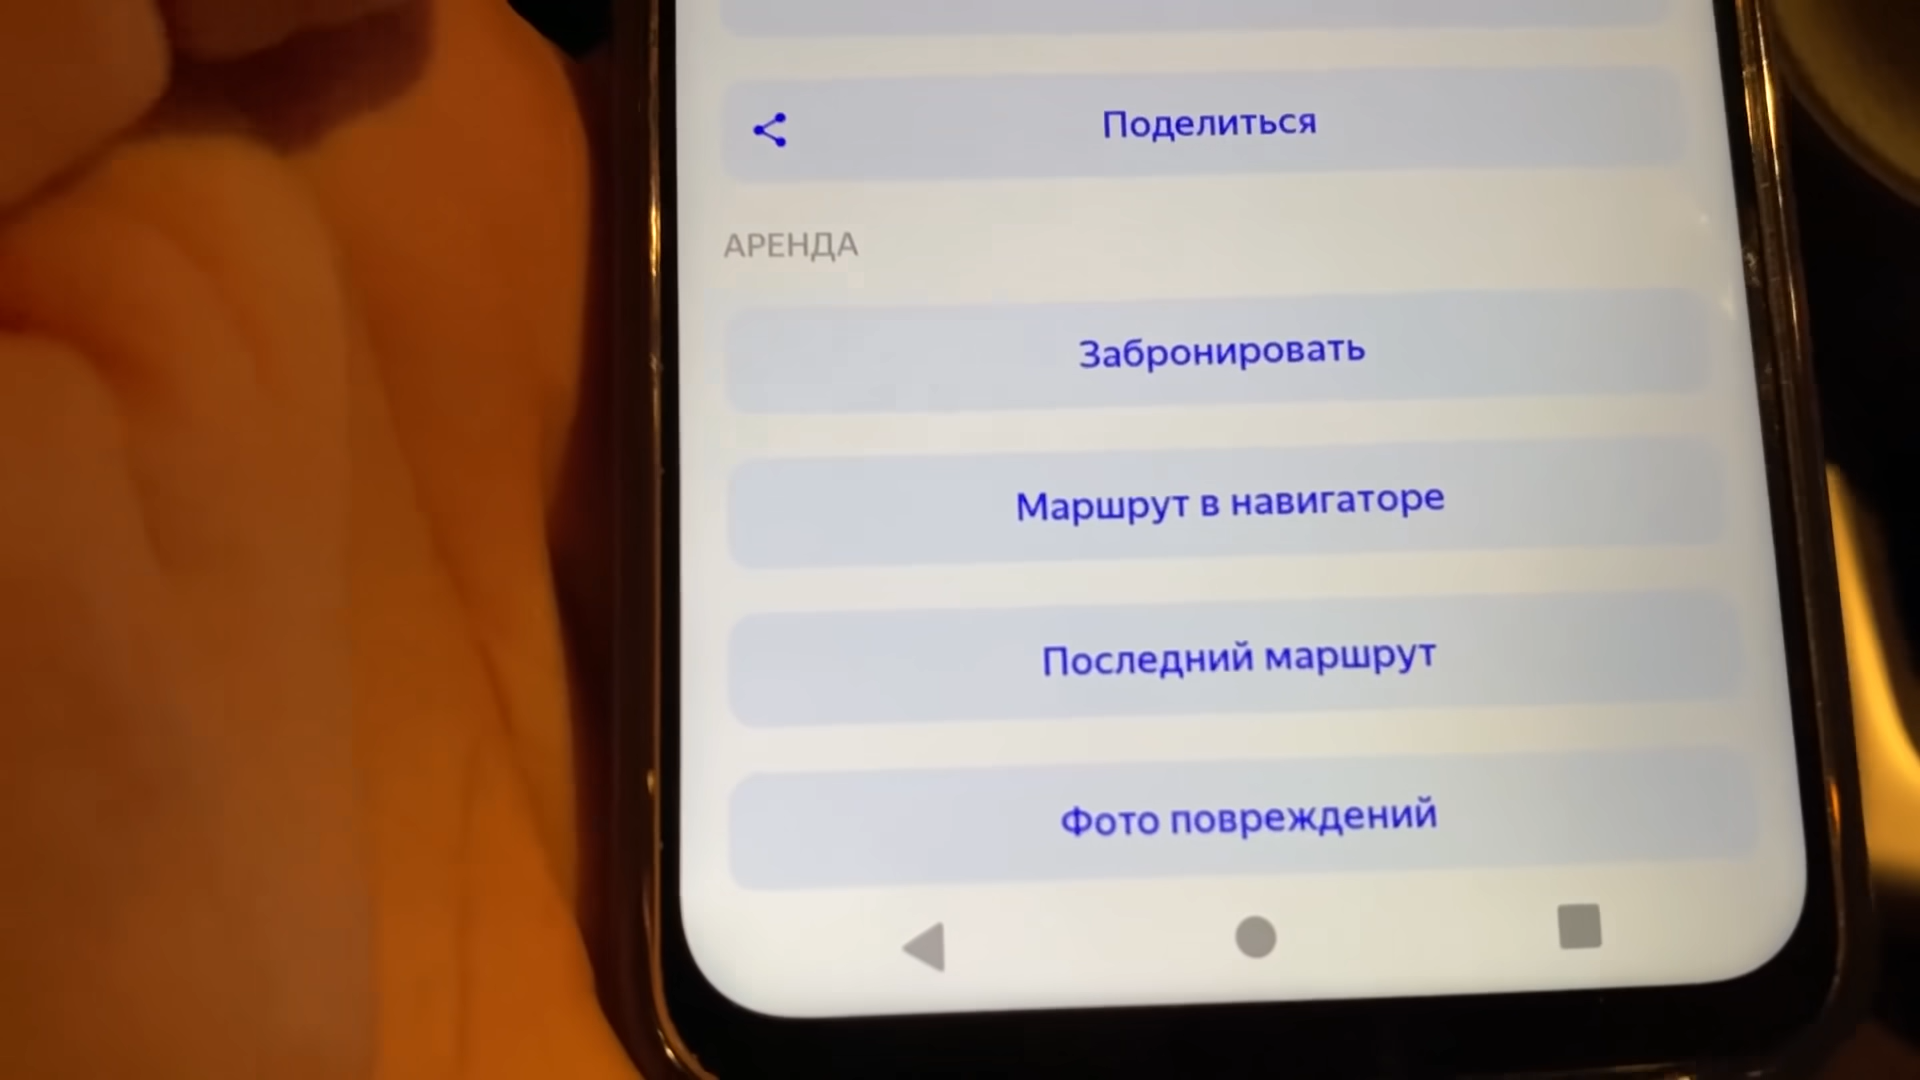 Поделиться
АРЕНДА
Забронировать
Маршрут в навигаторе
Последний маршрут
Фото повреждений